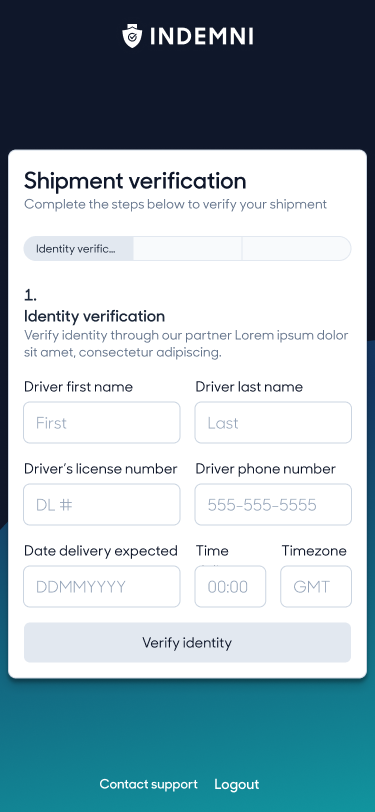 INDEMNI
Shipment verification
Complete the steps below to verify your shipment
Identity verific...
1.
Identity verification
Verify identity through our partner Lorem ipsum dolor
sit amet, consectetur adipiscing.
Driver first name
Driver last name
First
Last
Driver's license number
Driver phone number
DL #
555-555-5555
Date delivery expected
Time
Timezone
DDMMYYYY
00:00
GMT
Verify identity
Contact support
Logout